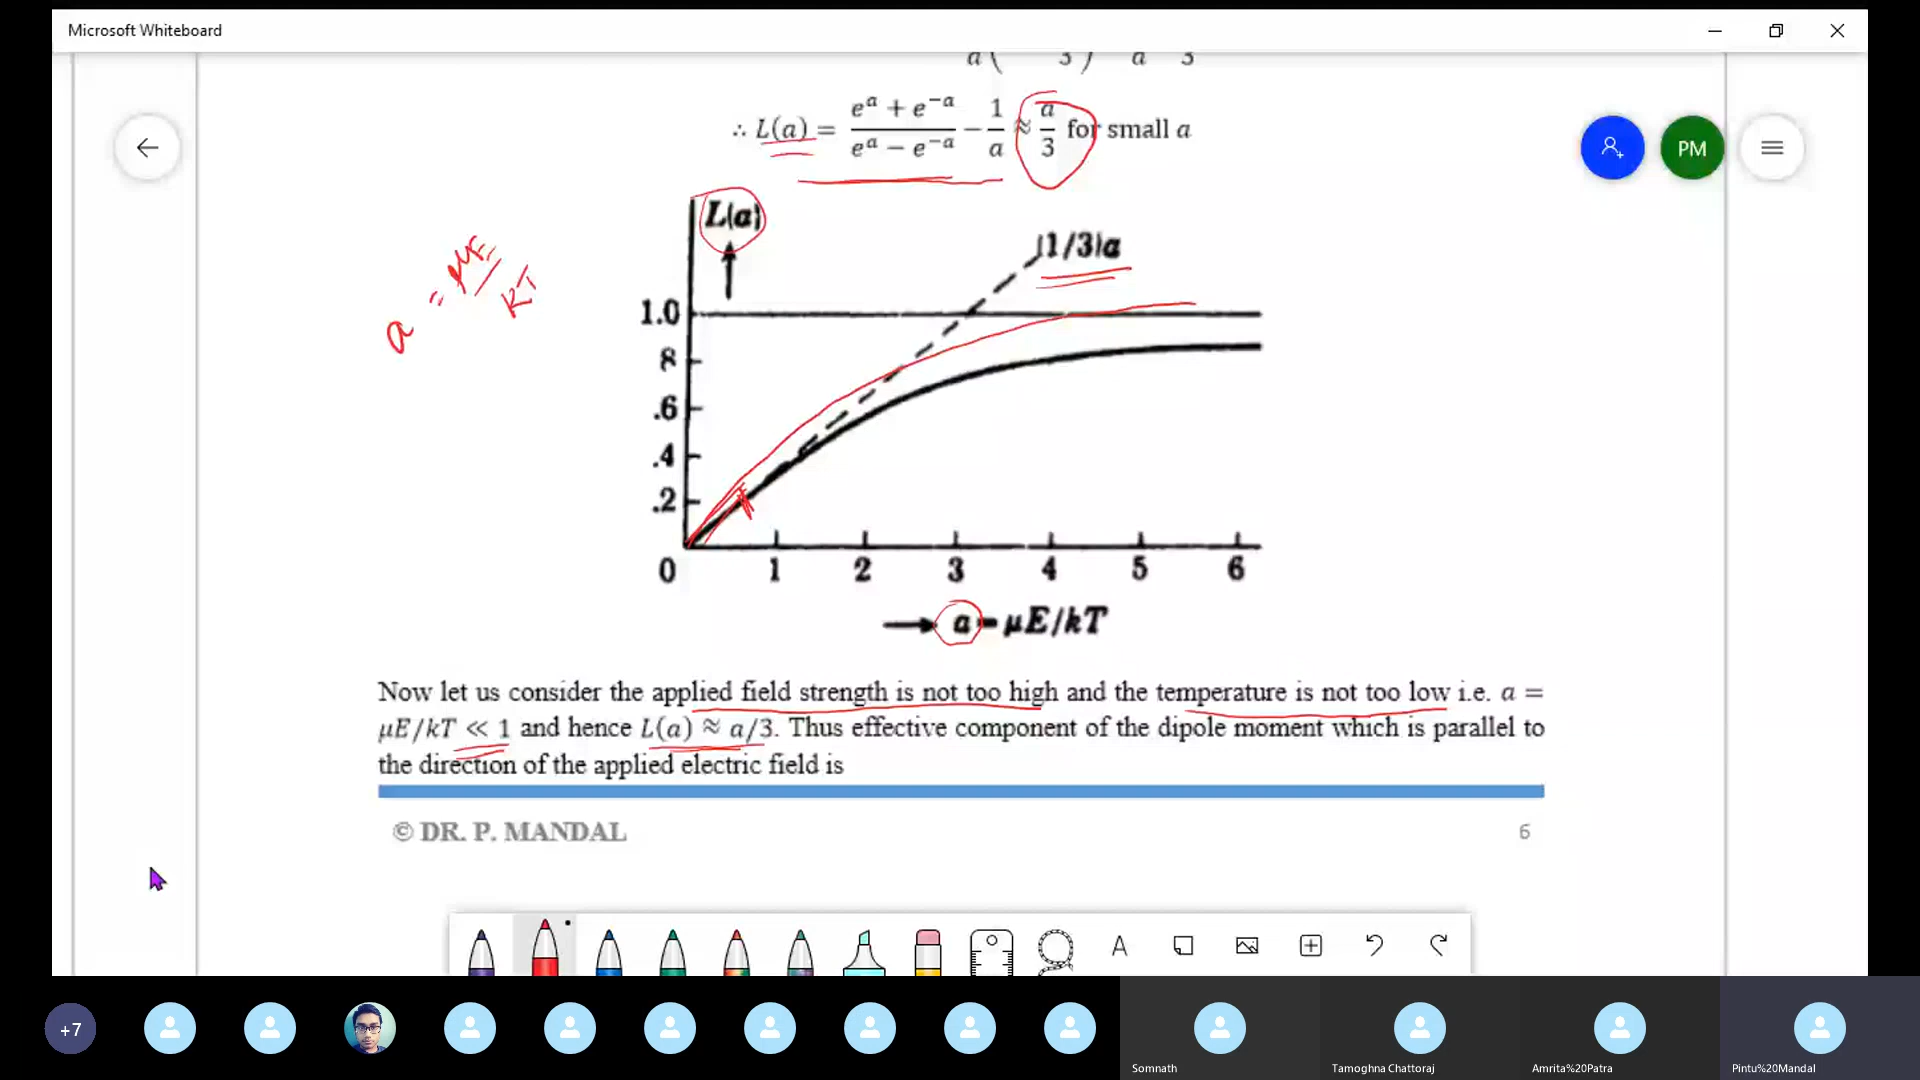 Microsoft Whiteboard
a ( 3 ) a 3
∴ L(a) = (eᵃ + e⁻ᵃ)/(eᵃ − e⁻ᵃ) − 1/a ≈ a/3 for small a
PM
L(a)
(1/3)a
a = μE/KT
1.0
.8
.6
.4
.2
0 1 2 3 4 5 6
a = μE/kT
Now let us consider the applied field strength is not too high and the temperature is not too low i.e. a =
μE/kT ≪ 1 and hence L(a) ≈ a/3. Thus effective component of the dipole moment which is parallel to
the direction of the applied electric field is
© DR. P. MANDAL
6
A
+7
Somnath
Tamoghna Chattoraj
Amrita%20Patra
Pintu%20Mandal